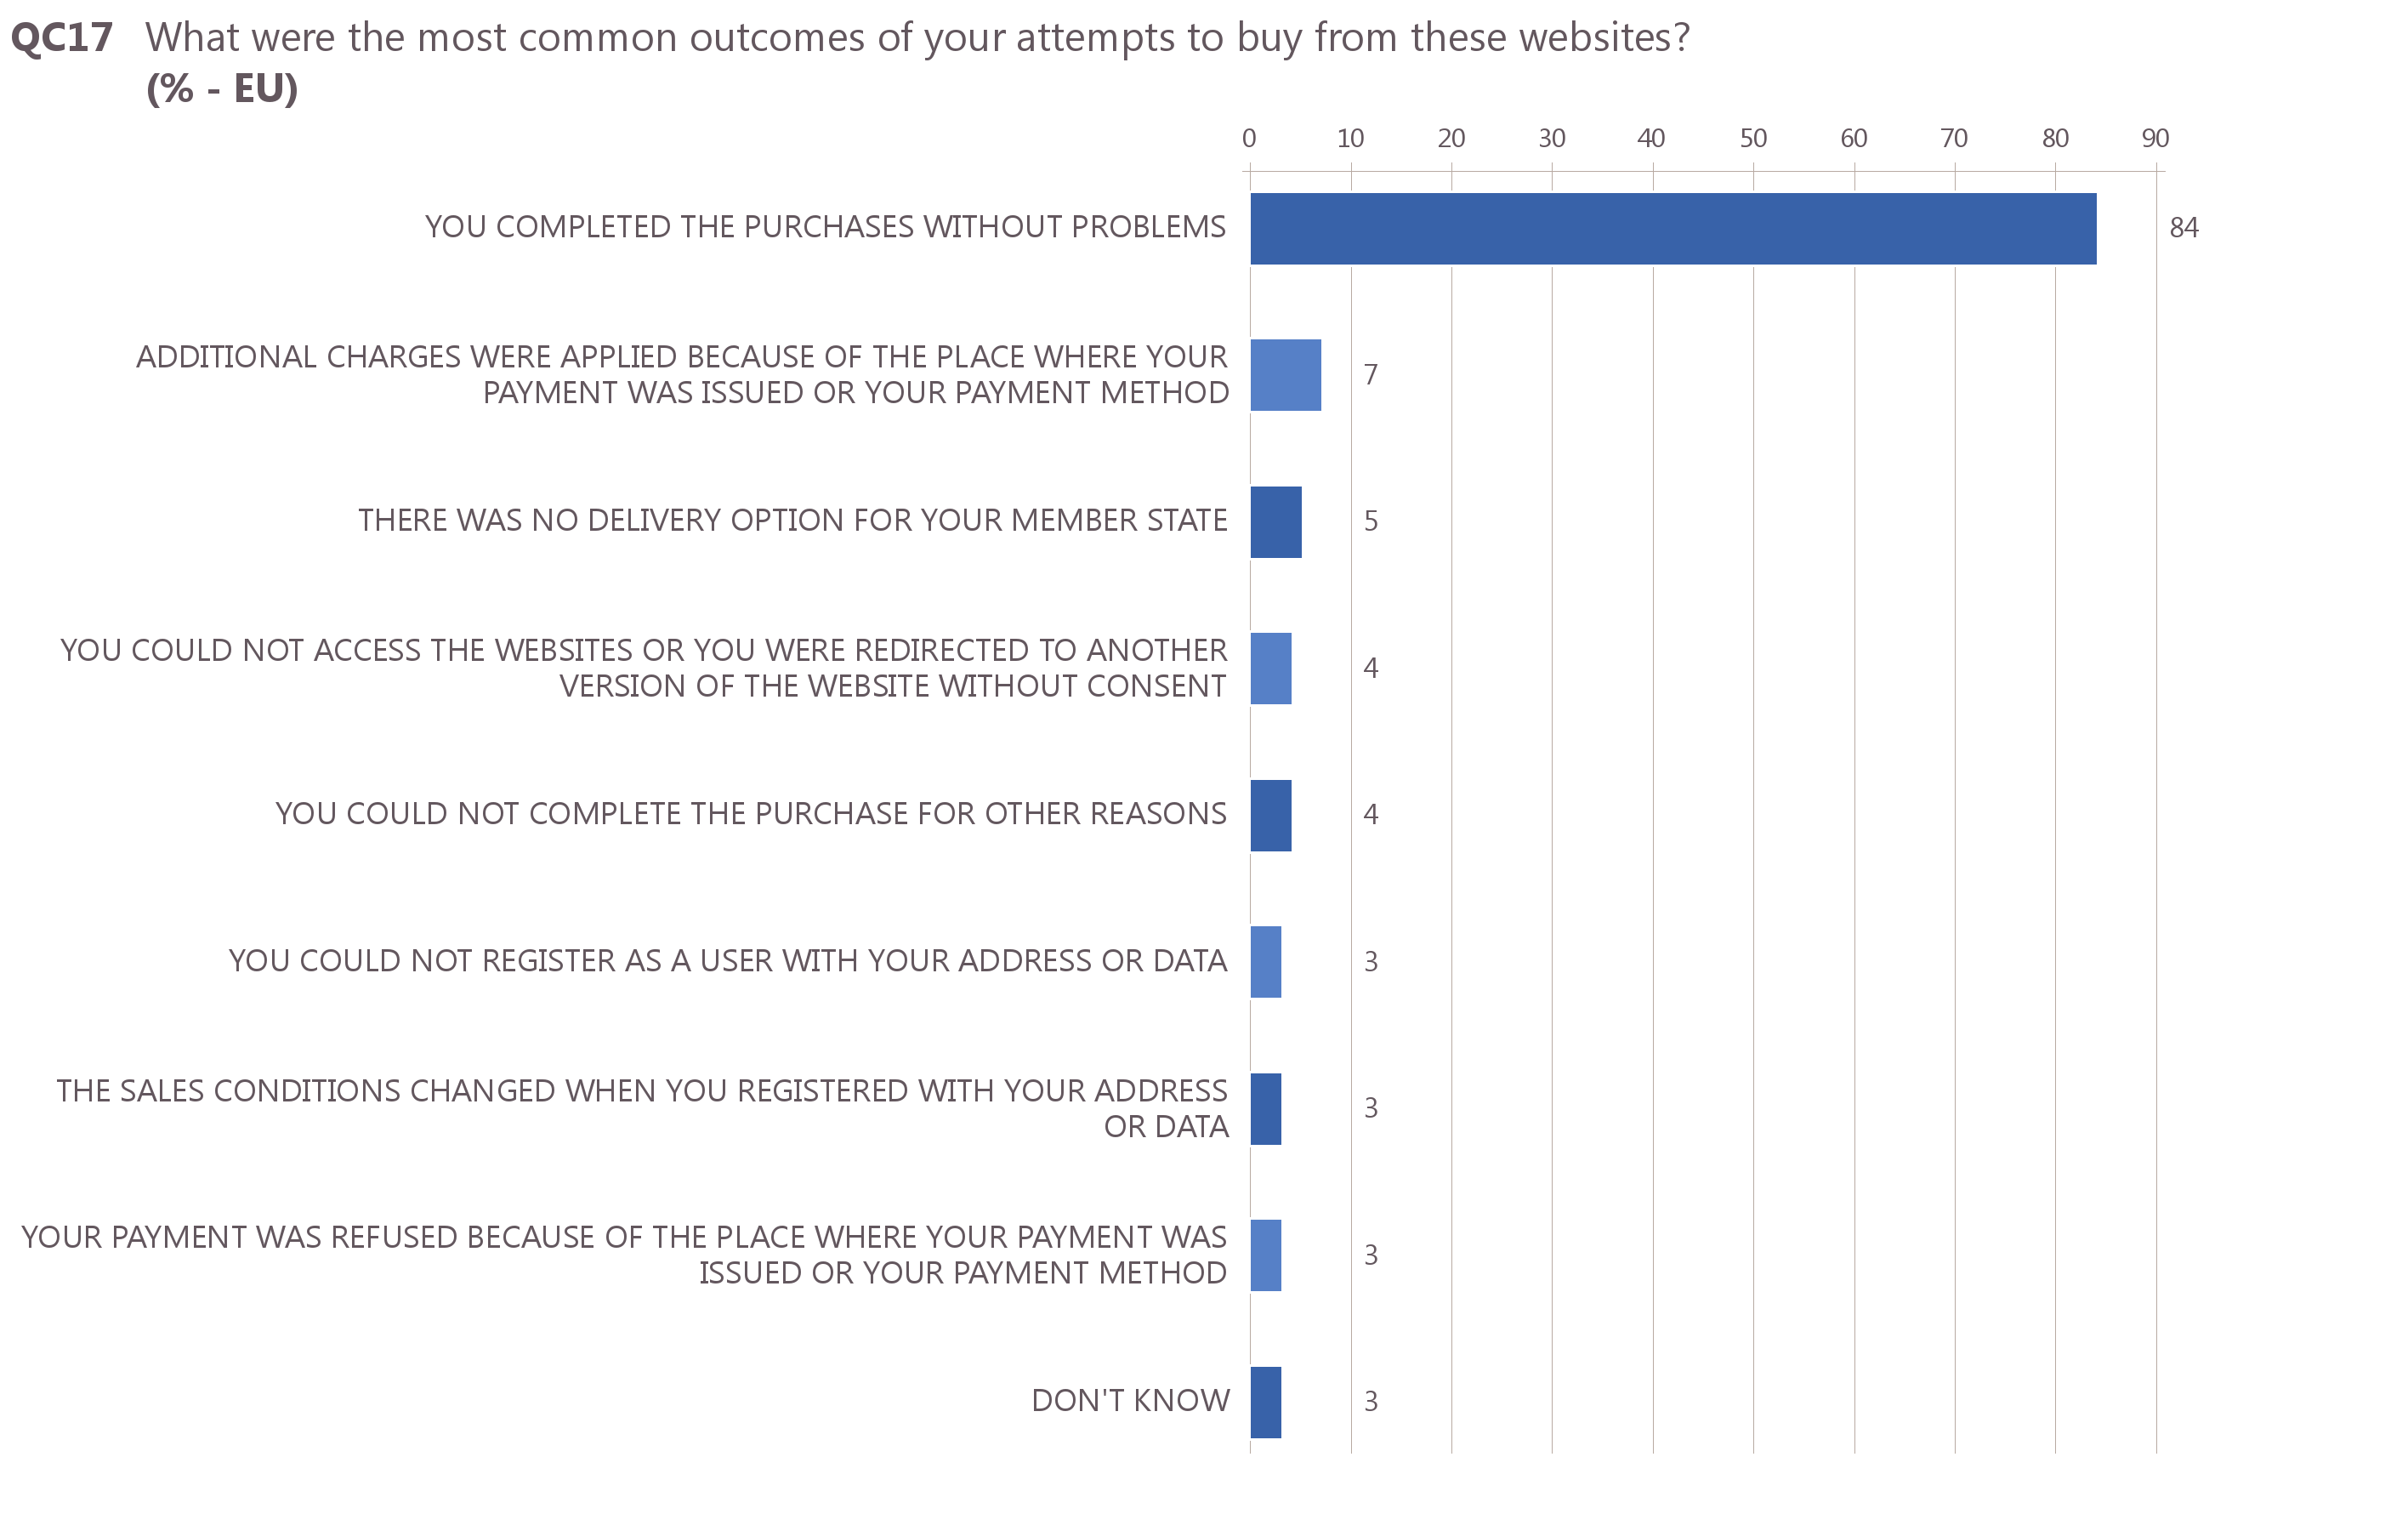 QC17 What were the most common outcomes of your attempts to buy from these websites?
(% - EU)
0 10 20 30 40 50 60 70 80 90
YOU COMPLETED THE PURCHASES WITHOUT PROBLEMS 84
ADDITIONAL CHARGES WERE APPLIED BECAUSE OF THE PLACE WHERE YOUR
PAYMENT WAS ISSUED OR YOUR PAYMENT METHOD 7
THERE WAS NO DELIVERY OPTION FOR YOUR MEMBER STATE 5
YOU COULD NOT ACCESS THE WEBSITES OR YOU WERE REDIRECTED TO ANOTHER
VERSION OF THE WEBSITE WITHOUT CONSENT 4
YOU COULD NOT COMPLETE THE PURCHASE FOR OTHER REASONS 4
YOU COULD NOT REGISTER AS A USER WITH YOUR ADDRESS OR DATA 3
THE SALES CONDITIONS CHANGED WHEN YOU REGISTERED WITH YOUR ADDRESS
OR DATA 3
YOUR PAYMENT WAS REFUSED BECAUSE OF THE PLACE WHERE YOUR PAYMENT WAS
ISSUED OR YOUR PAYMENT METHOD 3
DON'T KNOW 3